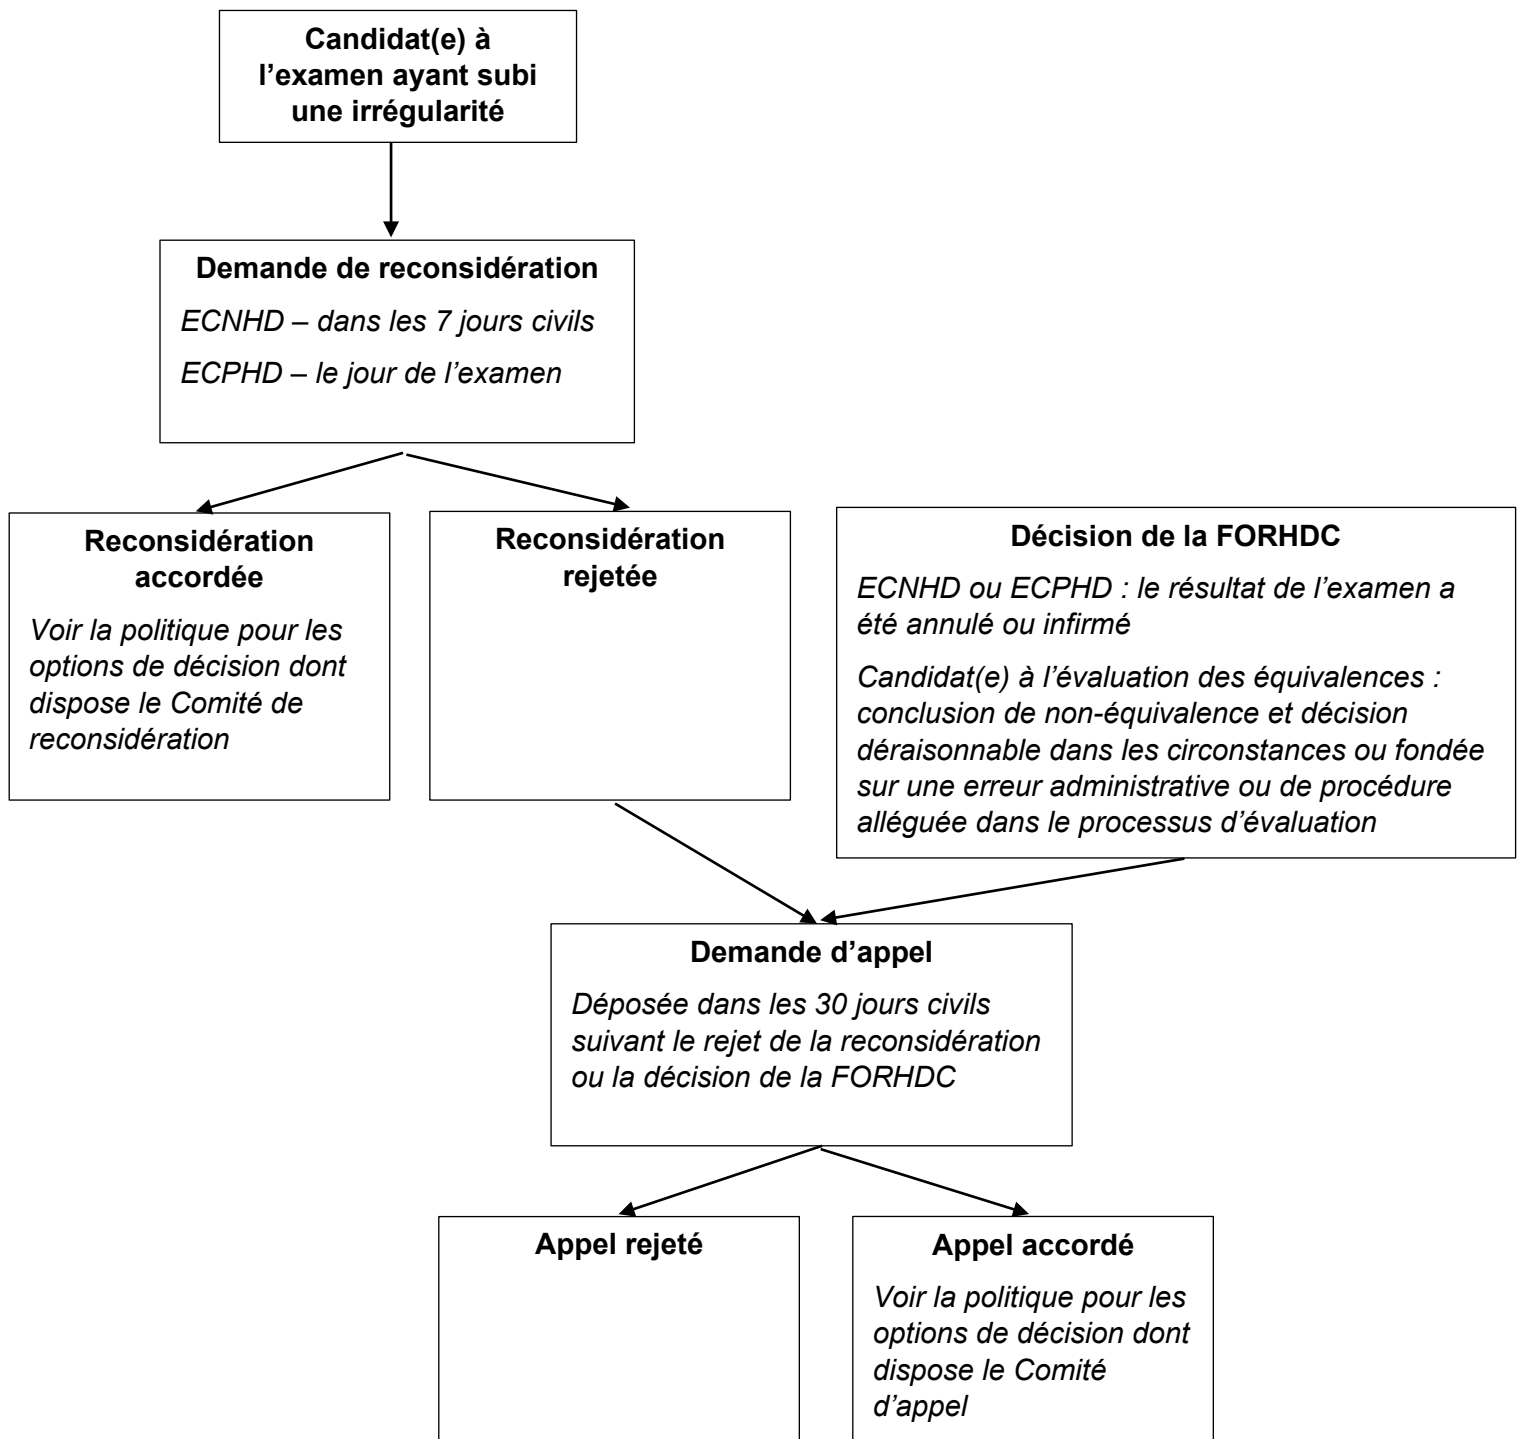 Candidat(e) à
l’examen ayant subi
une irrégularité
Demande de reconsidération
ECNHD – dans les 7 jours civils
ECPHD – le jour de l’examen
Reconsidération
accordée
Voir la politique pour les
options de décision dont
dispose le Comité de
reconsidération
Reconsidération
rejetée
Décision de la FORHDC
ECNHD ou ECPHD : le résultat de l’examen a
été annulé ou infirmé
Candidat(e) à l’évaluation des équivalences :
conclusion de non-équivalence et décision
déraisonnable dans les circonstances ou fondée
sur une erreur administrative ou de procédure
alléguée dans le processus d’évaluation
Demande d’appel
Déposée dans les 30 jours civils
suivant le rejet de la reconsidération
ou la décision de la FORHDC
Appel rejeté
Appel accordé
Voir la politique pour les
options de décision dont
dispose le Comité
d’appel